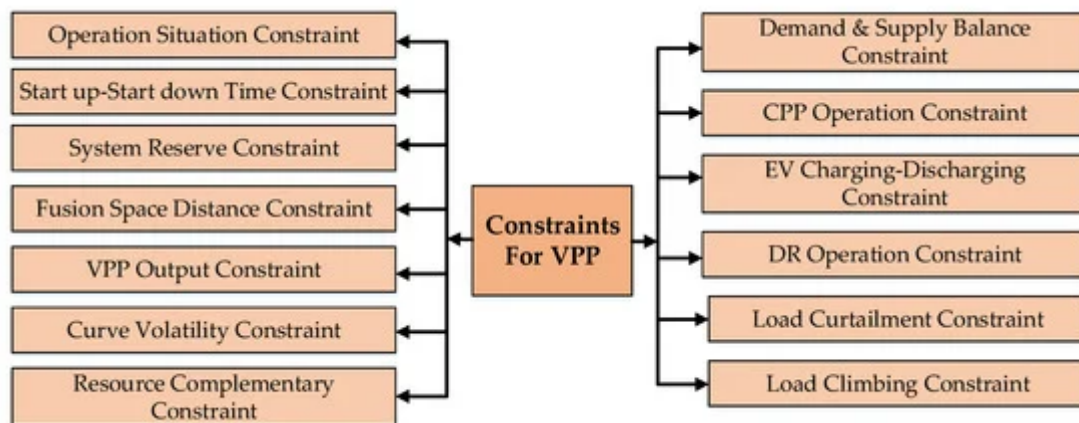 Operation Situation Constraint
Start up-Start down Time Constraint
System Reserve Constraint
Fusion Space Distance Constraint
VPP Output Constraint
Curve Volatility Constraint
Resource Complementary
Constraint
Constraints
For VPP
Demand & Supply Balance
Constraint
CPP Operation Constraint
EV Charging-Discharging
Constraint
DR Operation Constraint
Load Curtailment Constraint
Load Climbing Constraint